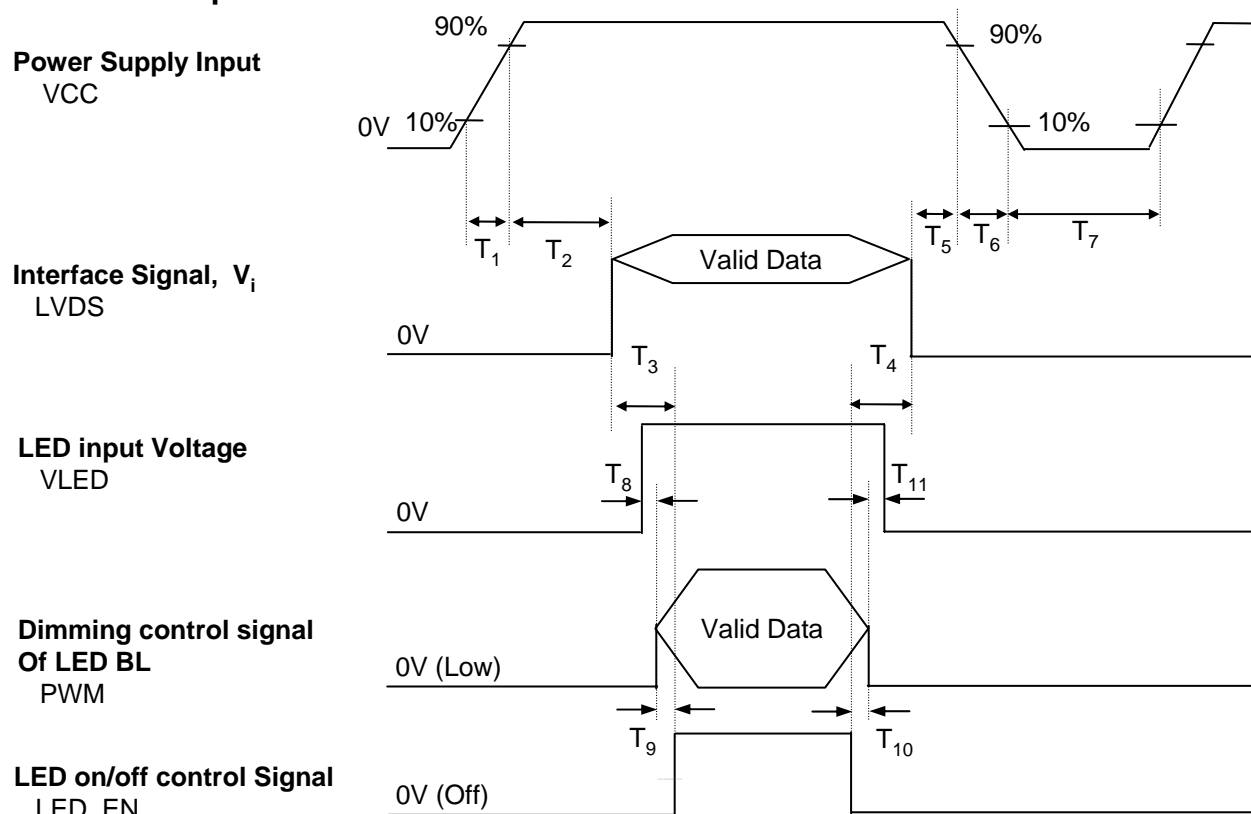 90%
90%
Power Supply Input
VCC
0V 10%
10%
T1
T2
T5
T6
T7
Interface Signal, Vi
LVDS
Valid Data
0V
T3
T4
LED input Voltage
VLED
T8
T11
0V
Dimming control signal
Of LED BL
PWM
Valid Data
0V (Low)
T9
T10
LED on/off control Signal
0V (Off)
LED_EN